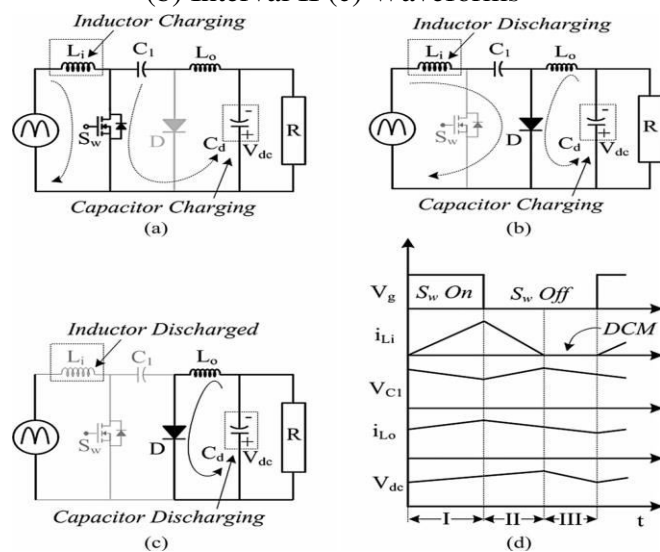 (b) Interval II (c) Waveforms
Inductor Charging
Li
C1
Lo
Sw
D
Cd
-
+
Vdc
R
Capacitor Charging
(a)
Inductor Discharging
Li
C1
Lo
Sw
D
Cd
-
+
Vdc
R
Capacitor Charging
(b)
Inductor Discharged
Li
C1
Lo
Sw
D
Cd
-
+
Vdc
R
Capacitor Discharging
(c)
Vg
Sw On
Sw Off
iLi
DCM
VC1
iLo
Vdc
I
II
III
t
(d)